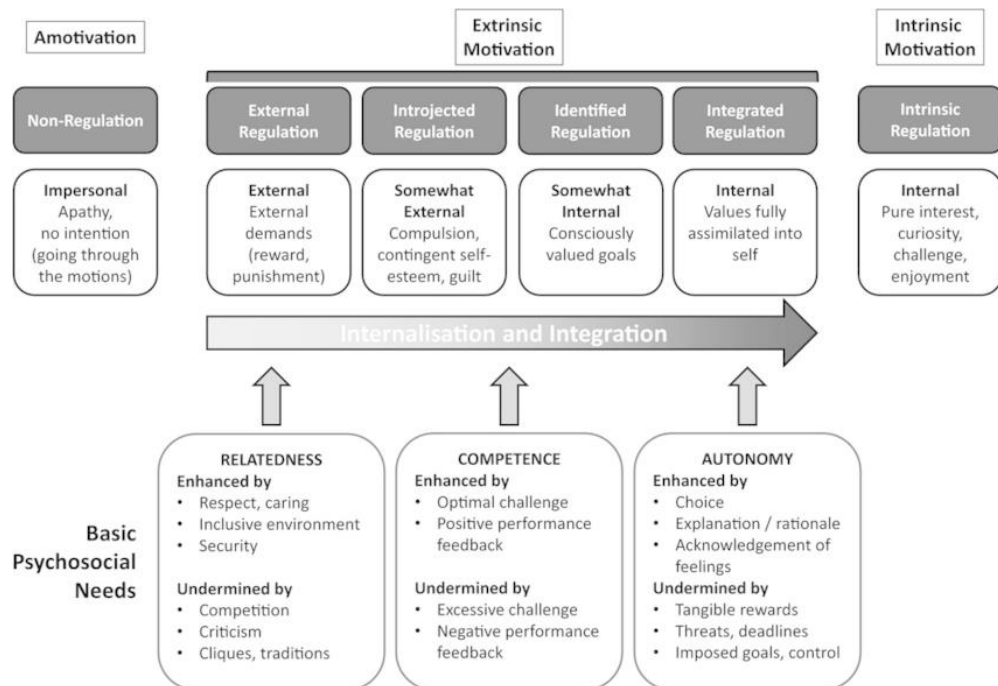 Amotivation
Extrinsic
Motivation
Intrinsic
Motivation
Non-Regulation
External
Regulation
Introjected
Regulation
Identified
Regulation
Integrated
Regulation
Intrinsic
Regulation
Impersonal
Apathy,
no intention
(going through
the motions)
External
External
demands
(reward,
punishment)
Somewhat
External
Compulsion,
contingent self-
esteem, guilt
Somewhat
Internal
Consciously
valued goals
Internal
Values fully
assimilated into
self
Internal
Pure interest,
curiosity,
challenge,
enjoyment
Internalisation and Integration
Basic
Psychosocial
Needs
RELATEDNESS
Enhanced by
• Respect, caring
• Inclusive environment
• Security
Undermined by
• Competition
• Criticism
• Cliques, traditions
COMPETENCE
Enhanced by
• Optimal challenge
• Positive performance
feedback
Undermined by
• Excessive challenge
• Negative performance
feedback
AUTONOMY
Enhanced by
• Choice
• Explanation / rationale
• Acknowledgement of
feelings
Undermined by
• Tangible rewards
• Threats, deadlines
• Imposed goals, control